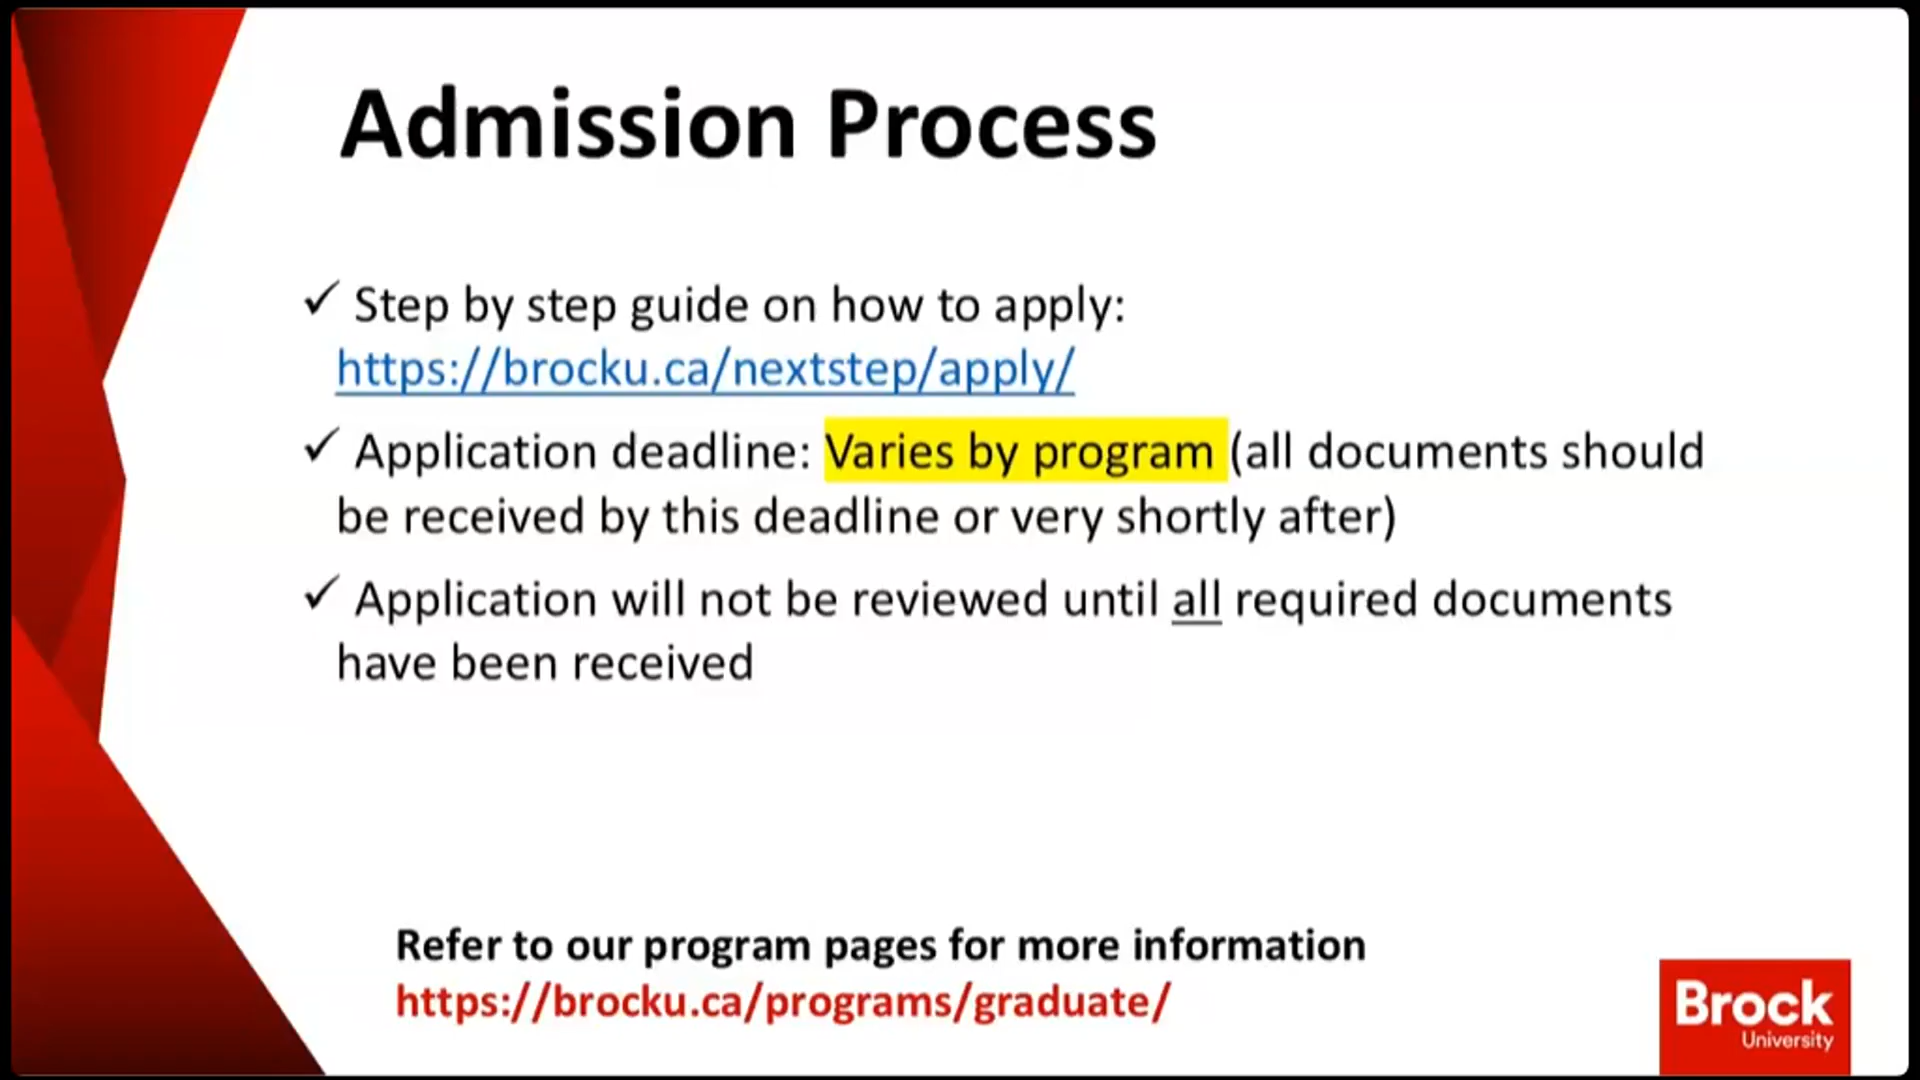 Admission Process
✓ Step by step guide on how to apply:
https://brocku.ca/nextstep/apply/
✓ Application deadline: Varies by program (all documents should
be received by this deadline or very shortly after)
✓ Application will not be reviewed until all required documents
have been received
Refer to our program pages for more information
https://brocku.ca/programs/graduate/
Brock
University